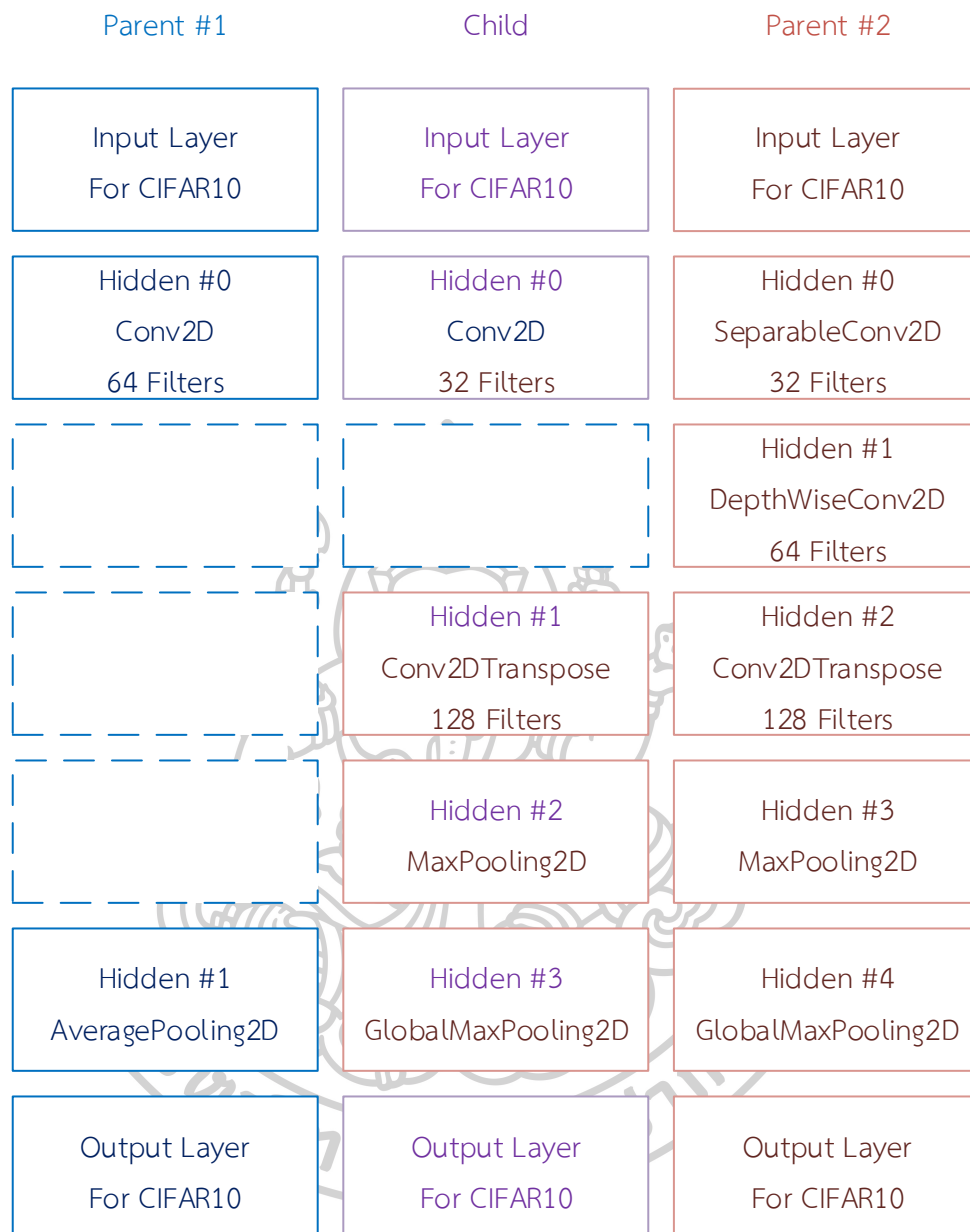 Parent #1 Child Parent #2
Input Layer Input Layer Input Layer
For CIFAR10 For CIFAR10 For CIFAR10
Hidden #0 Hidden #0 Hidden #0
Conv2D Conv2D SeparableConv2D
64 Filters 32 Filters 32 Filters
Hidden #1
DepthWiseConv2D
64 Filters
Hidden #1 Hidden #2
Conv2DTranspose Conv2DTranspose
128 Filters 128 Filters
Hidden #2 Hidden #3
MaxPooling2D MaxPooling2D
Hidden #1 Hidden #3 Hidden #4
AveragePooling2D GlobalMaxPooling2D GlobalMaxPooling2D
Output Layer Output Layer Output Layer
For CIFAR10 For CIFAR10 For CIFAR10